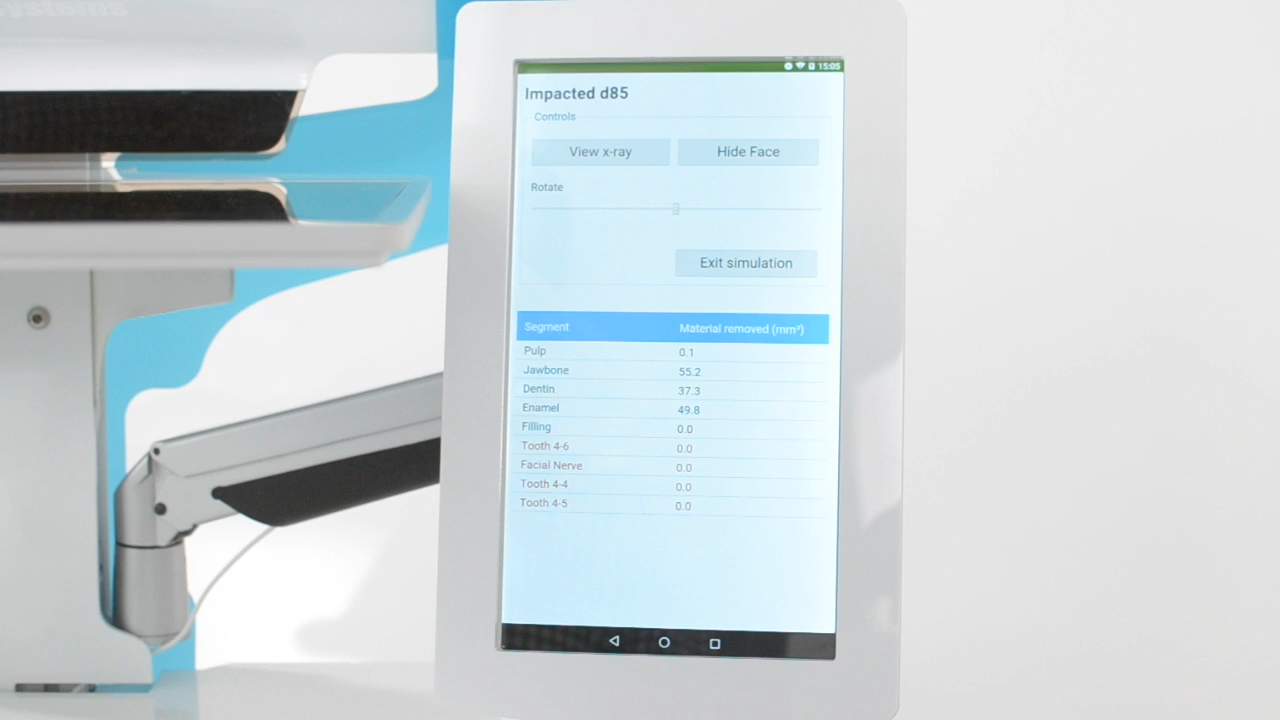 systems
15:05
Impacted d85
Controls
View x-ray Hide Face
Rotate
Exit simulation
Segment Material removed (mm³)
Pulp 0.1
Jawbone 55.2
Dentin 37.3
Enamel 49.8
Filling 0.0
Tooth 4-6 0.0
Facial Nerve 0.0
Tooth 4-4 0.0
Tooth 4-5 0.0